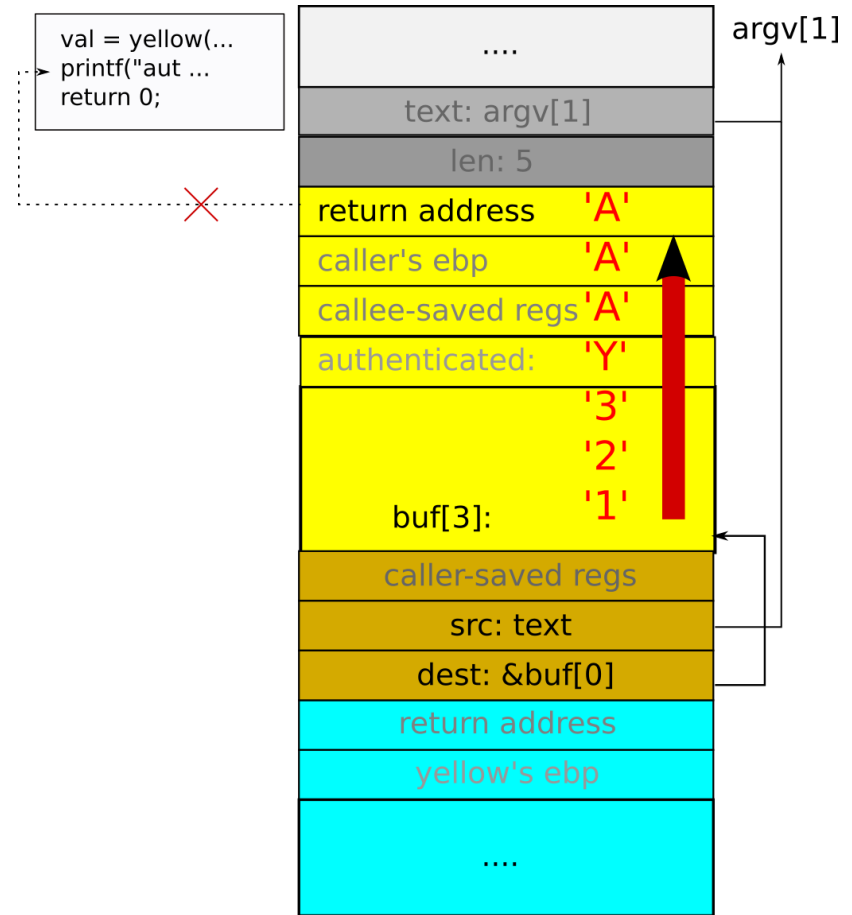 val = yellow(...
printf("aut ...
return 0;
....
argv[1]
text: argv[1]
len: 5
return address 'A'
caller's ebp 'A'
callee-saved regs 'A'
authenticated: 'Y'
'3'
'2'
buf[3]: '1'
caller-saved regs
src: text
dest: &buf[0]
return address
yellow's ebp
....